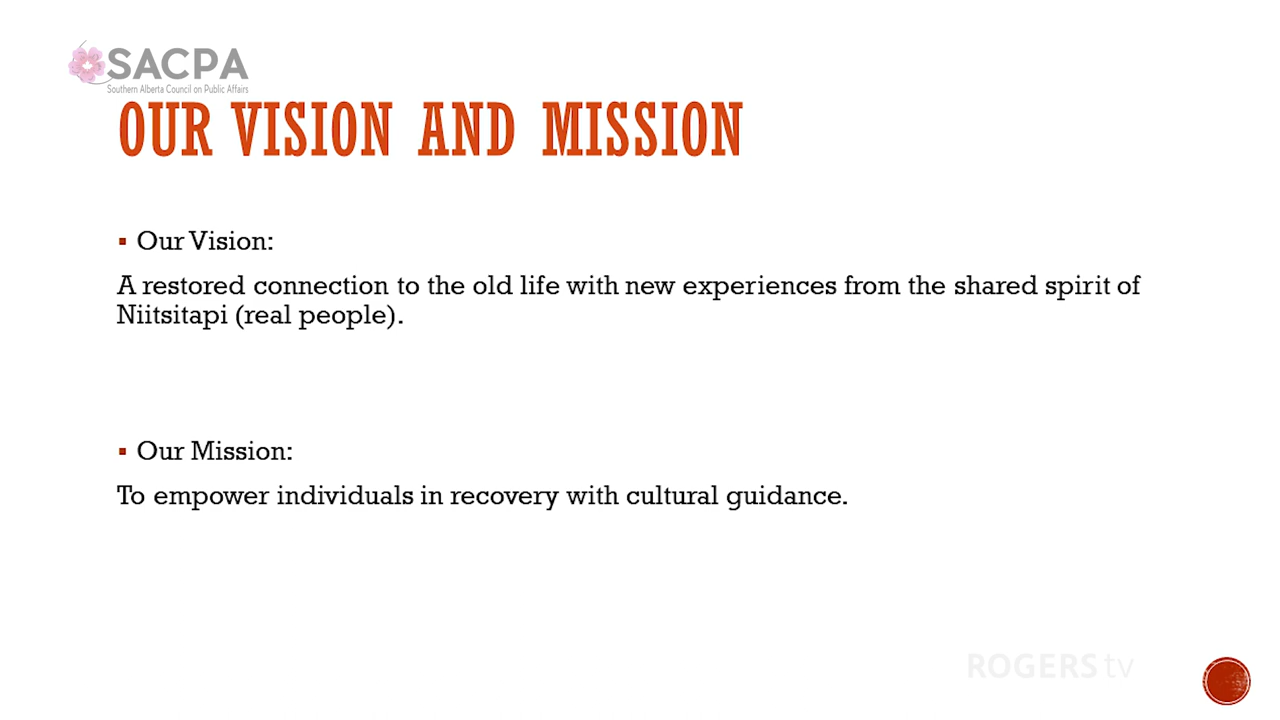 SACPA
Southern Alberta Council on Public Affairs
OUR VISION AND MISSION
Our Vision:
A restored connection to the old life with new experiences from the shared spirit of
Niitsitapi (real people).
Our Mission:
To empower individuals in recovery with cultural guidance.
ROGERS tv